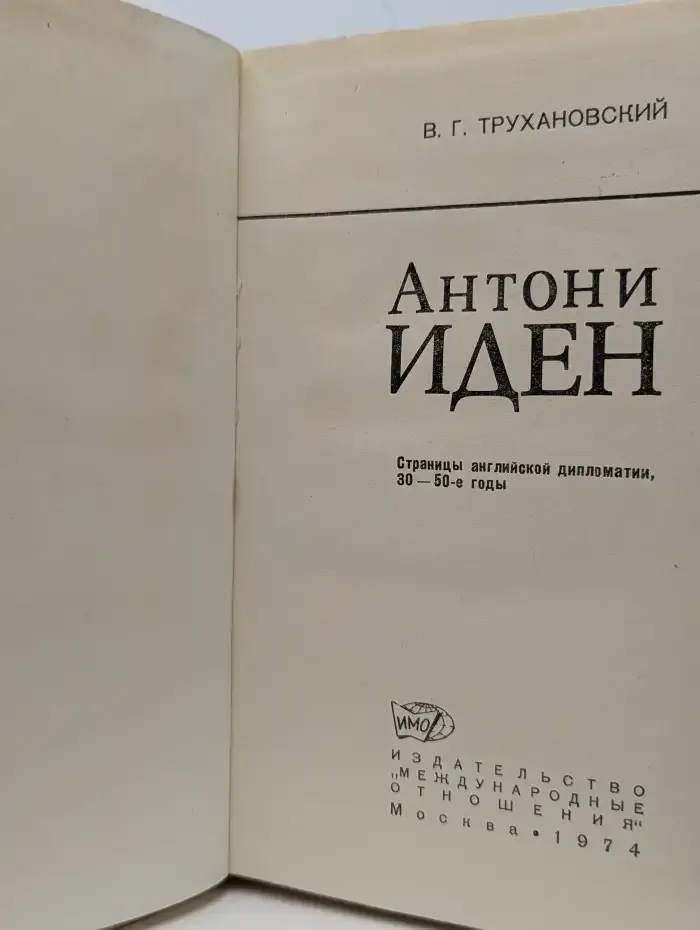 В. Г. ТРУХАНОВСКИЙ
АНТОНИ
ИДЕН
Страницы английской дипломатии,
30 — 50-е годы
ИМО
ИЗДАТЕЛЬСТВО
„МЕЖДУНАРОДНЫЕ
ОТНОШЕНИЯ“
Москва • 1974